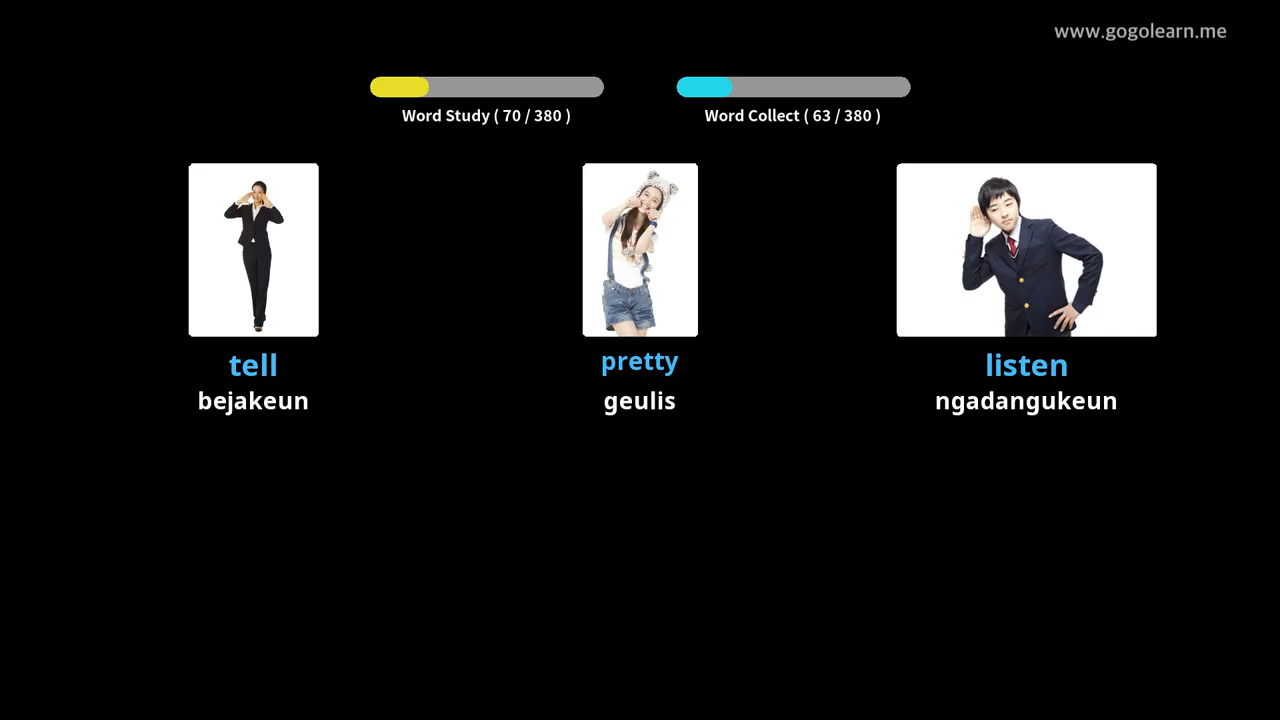 www.gogolearn.me
Word Study ( 70 / 380 )
Word Collect ( 63 / 380 )
tell
bejakeun
pretty
geulis
listen
ngadangukeun